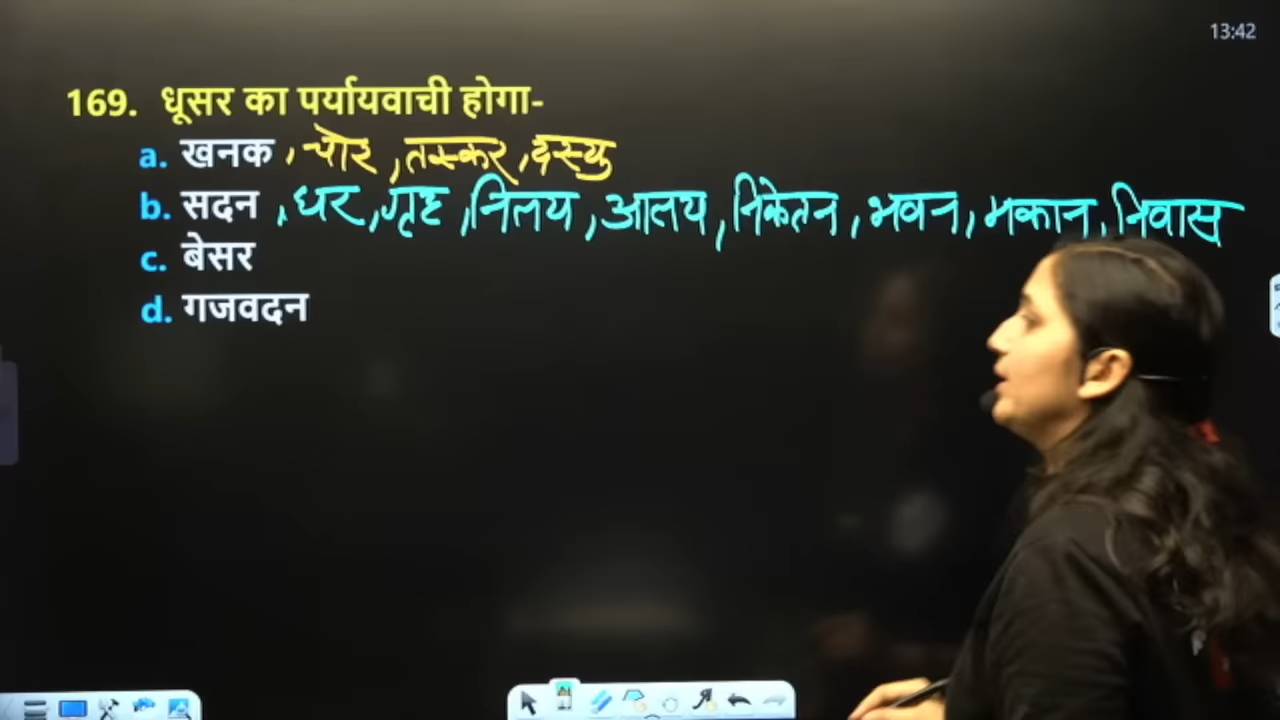 13:42
169. धूसर का पर्यायवाची होगा-
a. खनक , चोर , तस्कर , दस्यु
b. सदन , घर , गृह , निलय , आलय , निकेतन , भवन , मकान , निवास
c. बेसर
d. गजवदन